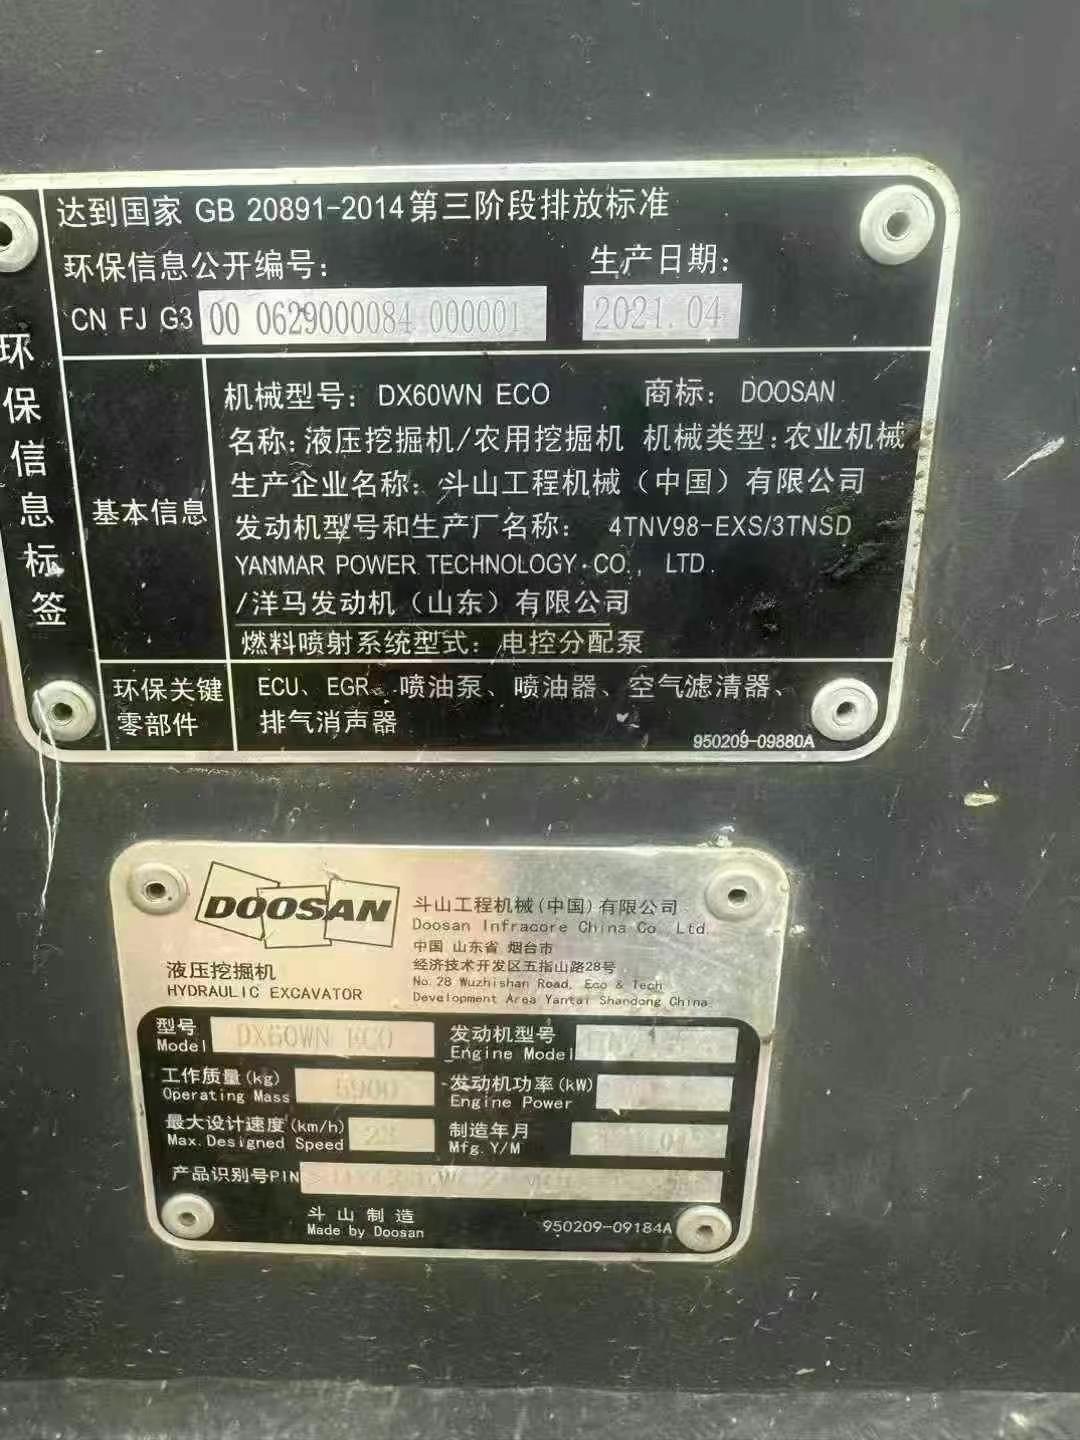 达到国家 GB 20891-2014第三阶段排放标准
环保信息公开编号：
生产日期：
CN FJ G3 00 0629000084 000001
2021.04
环保信息标签
基本信息
机械型号：DX60WN ECO 商标：DOOSAN
名称：液压挖掘机/农用挖掘机 机械类型：农业机械
生产企业名称：斗山工程机械（中国）有限公司
发动机型号和生产厂名称：4TNV98-EXS/3TNSD
YANMAR POWER TECHNOLOGY CO., LTD.
/洋马发动机（山东）有限公司
燃料喷射系统型式：电控分配泵
环保关键零部件
ECU、EGR、喷油泵、喷油器、空气滤清器、
排气消声器
950209-09880A
DOOSAN
斗山工程机械(中国)有限公司
Doosan Infracore China Co., Ltd.
中国 山东省 烟台市
经济技术开发区五指山路28号
No.28 Wuzhishan Road, Eco & Tech
Development Area Yantai Shandong China
液压挖掘机
HYDRAULIC EXCAVATOR
型号 Model DX60WN ECO
发动机型号 Engine Model
工作质量(kg) Operating Mass 5900
发动机功率(kW) Engine Power
最大设计速度(km/h) Max.Designed Speed
制造年月 Mfg.Y/M
产品识别号PIN
斗山制造
Made by Doosan
950209-09184A